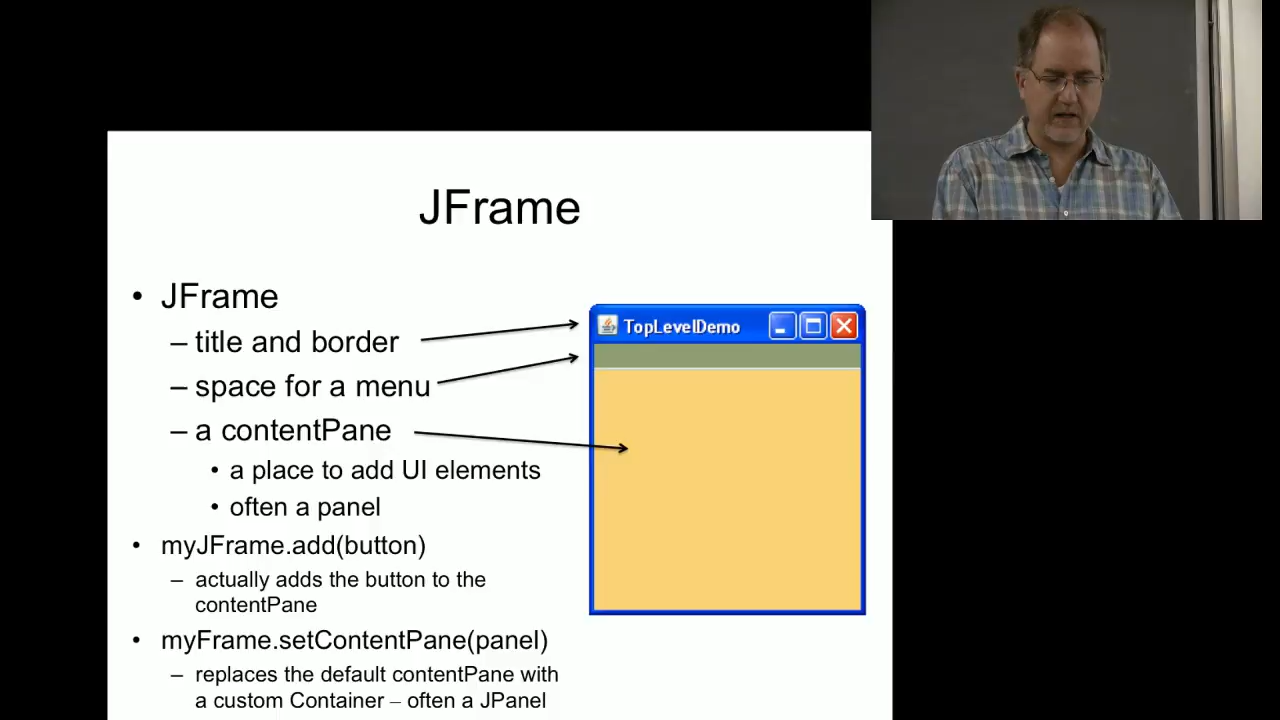 JFrame
• JFrame
– title and border
– space for a menu
– a contentPane
• a place to add UI elements
• often a panel
• myJFrame.add(button)
– actually adds the button to the
contentPane
• myFrame.setContentPane(panel)
– replaces the default contentPane with
a custom Container – often a JPanel
TopLevelDemo